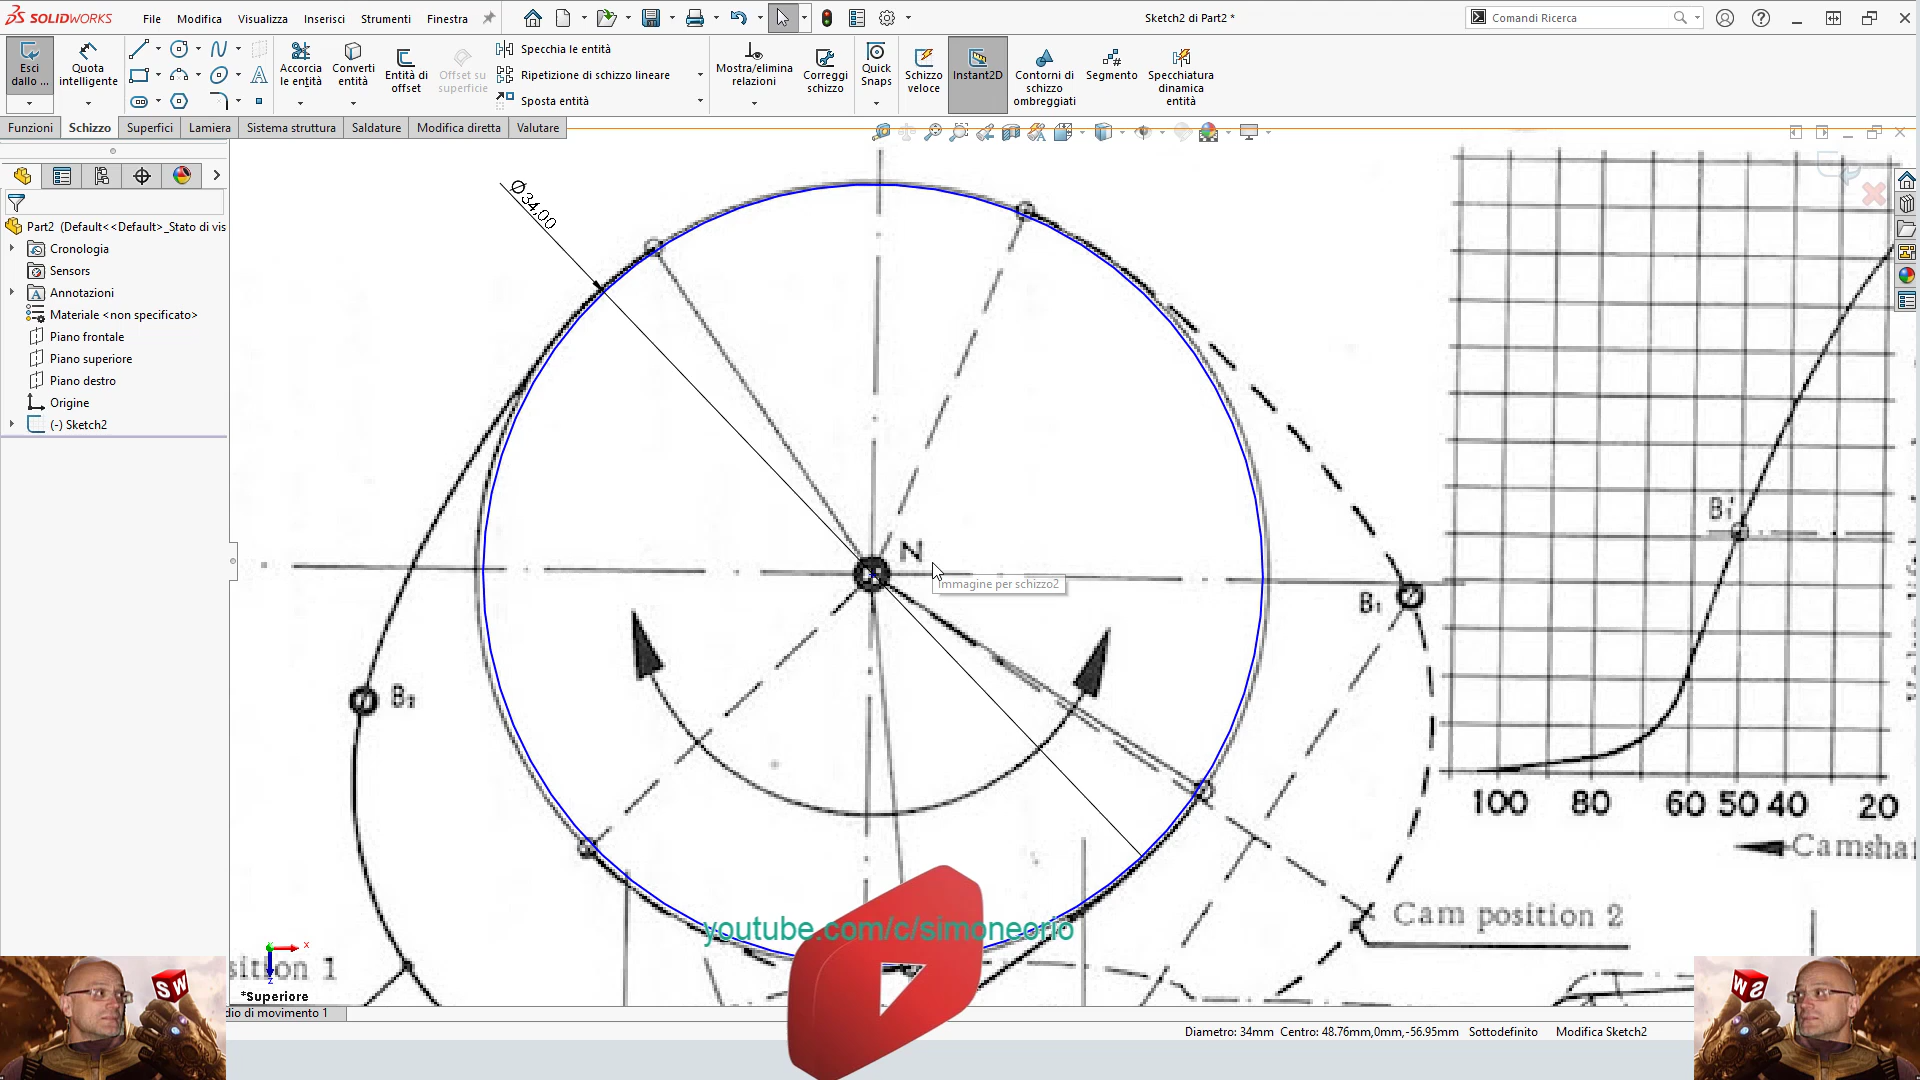 SOLIDWORKS
File
Modifica
Visualizza
Inserisci
Strumenti
Finestra
Sketch2 di Part2 *
Comandi Ricerca
Esci dallo ...
Quota intelligente
Accorcia le entità
Converti entità
Entità di offset
Offset su superficie
Specchia le entità
Ripetizione di schizzo lineare
Sposta entità
Mostra/elimina relazioni
Correggi schizzo
Quick Snaps
Schizzo veloce
Instant2D
Contorni di schizzo ombreggiati
Segmento
Specchiatura dinamica entità
Funzioni
Schizzo
Superfici
Lamiera
Sistema struttura
Saldature
Modifica diretta
Valutare
Part2 (Default<<Default>_Stato di vis
Cronologia
Sensors
Annotazioni
Materiale <non specificato>
Piano frontale
Piano superiore
Piano destro
Origine
(-) Sketch2
Ø34,00
N
Immagine per schizzo2
B₁
B₂
B₁'
100 80 60 50 40 20
Camsha
Cam position 2
sition 1
youtube.com/c/simoneorio
SW
SW
x
z
*Superiore
dio di movimento 1
Diametro: 34mm Centro: 48.76mm,0mm,-56.95mm
Sottodefinito
Modifica Sketch2